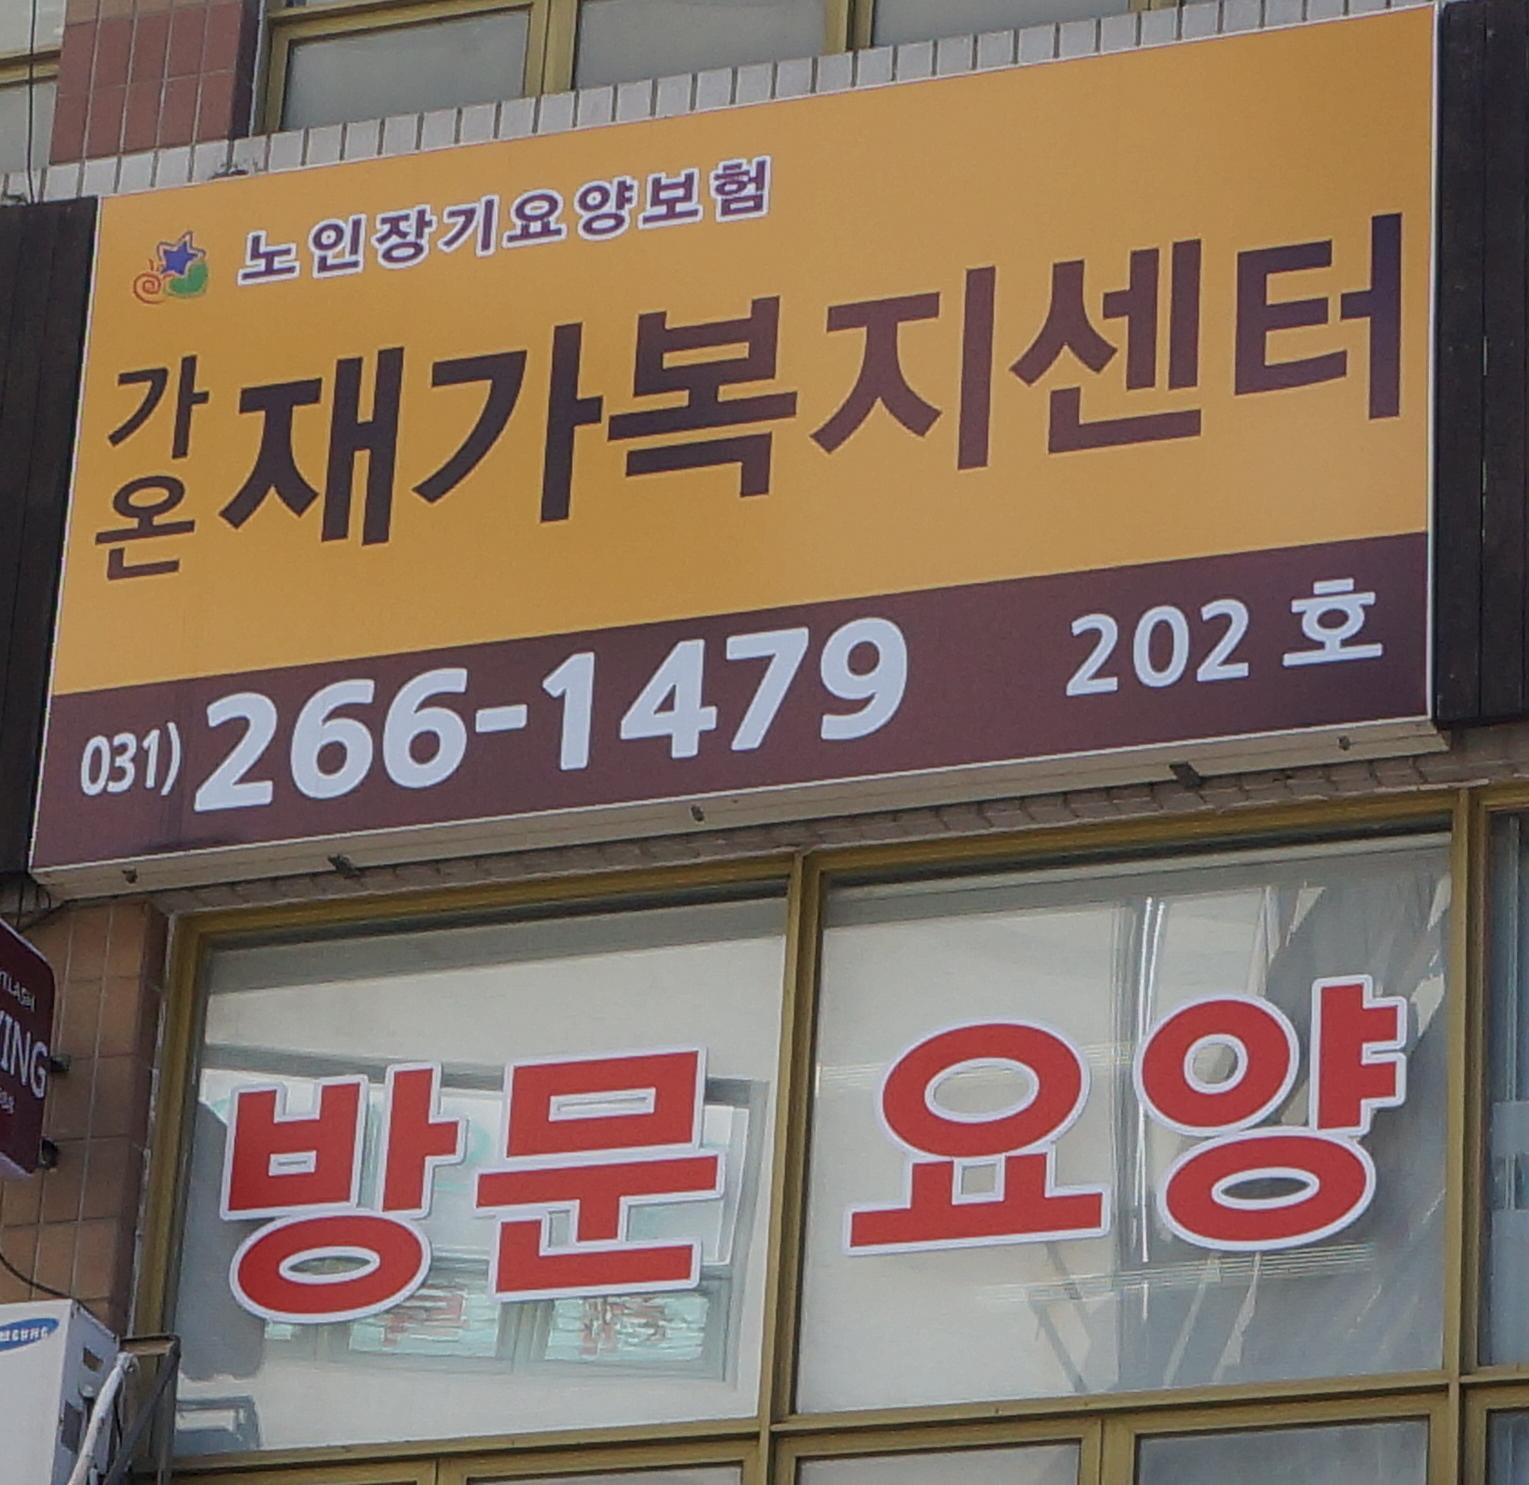 노인장기요양보험
가온 재가복지센터
031) 266-1479 202 호
방문 요양